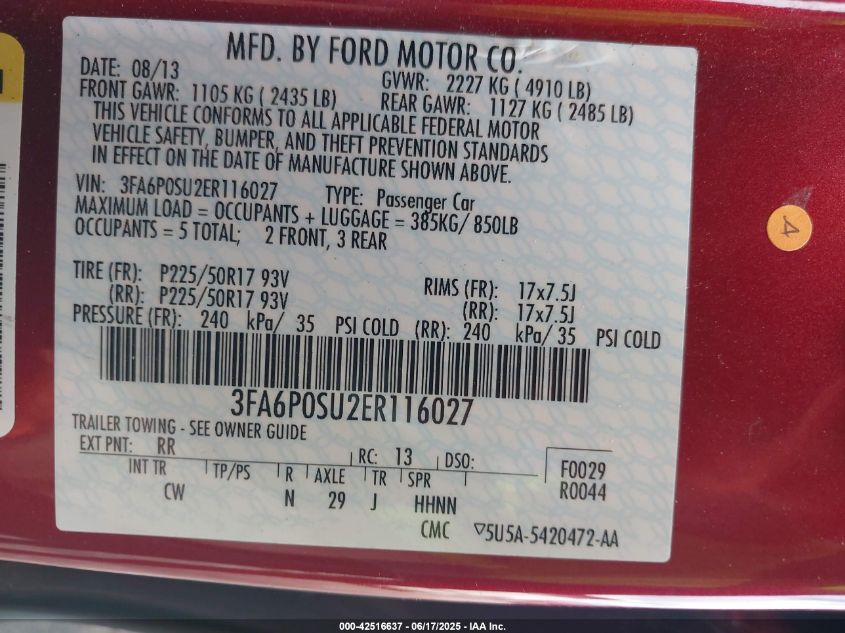 MFD. BY FORD MOTOR CO.
DATE: 08/13 GVWR: 2227 KG ( 4910 LB)
FRONT GAWR: 1105 KG ( 2435 LB) REAR GAWR: 1127 KG ( 2485 LB)
THIS VEHICLE CONFORMS TO ALL APPLICABLE FEDERAL MOTOR
VEHICLE SAFETY, BUMPER, AND THEFT PREVENTION STANDARDS
IN EFFECT ON THE DATE OF MANUFACTURE SHOWN ABOVE.
VIN: 3FA6P0SU2ER116027 TYPE: Passenger Car
MAXIMUM LOAD = OCCUPANTS + LUGGAGE = 385KG/ 850LB
OCCUPANTS = 5 TOTAL; 2 FRONT, 3 REAR
TIRE (FR): P225/50R17 93V RIMS (FR): 17x7.5J
(RR): P225/50R17 93V (RR): 17x7.5J
PRESSURE (FR): 240 kPa/ 35 PSI COLD (RR): 240 kPa/ 35 PSI COLD
3FA6P0SU2ER116027
TRAILER TOWING - SEE OWNER GUIDE
EXT PNT: RR RC: 13 DSO: F0029
INT TR TP/PS R AXLE TR SPR R0044
CW N 29 J HHNN
CMC 5U5A-5420472-AA
4
000-42516637 - 06/17/2025 - IAA Inc.